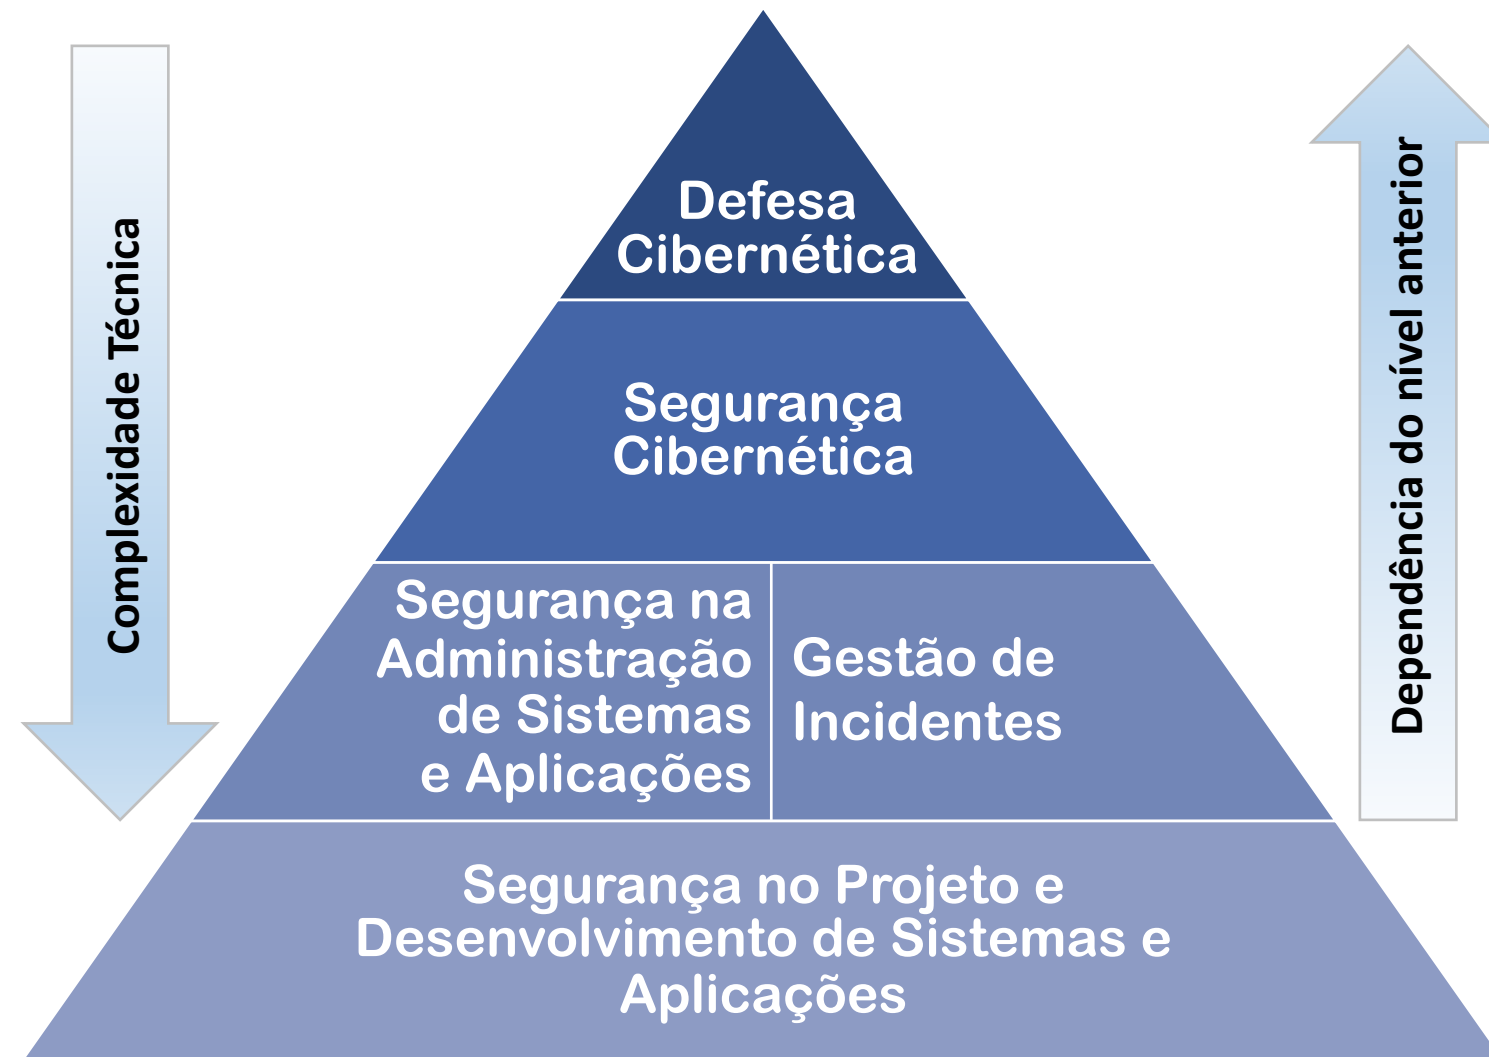 Defesa
Cibernética
Segurança
Cibernética
Segurança na
Administração
de Sistemas
e Aplicações
Gestão de
Incidentes
Segurança no Projeto e
Desenvolvimento de Sistemas e
Aplicações
Complexidade Técnica
Dependência do nível anterior